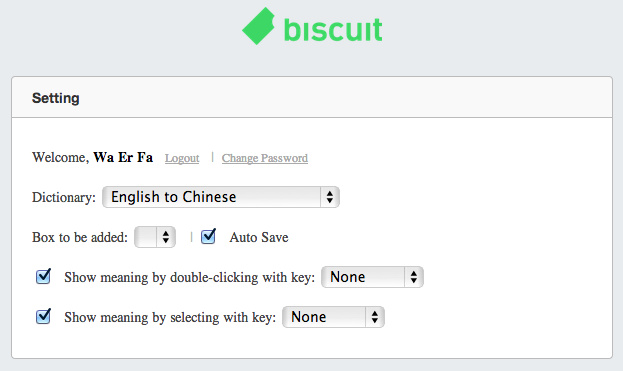 biscuit
Setting
Welcome, Wa Er Fa Logout | Change Password
Dictionary: English to Chinese
Box to be added: | Auto Save
Show meaning by double-clicking with key: None
Show meaning by selecting with key: None